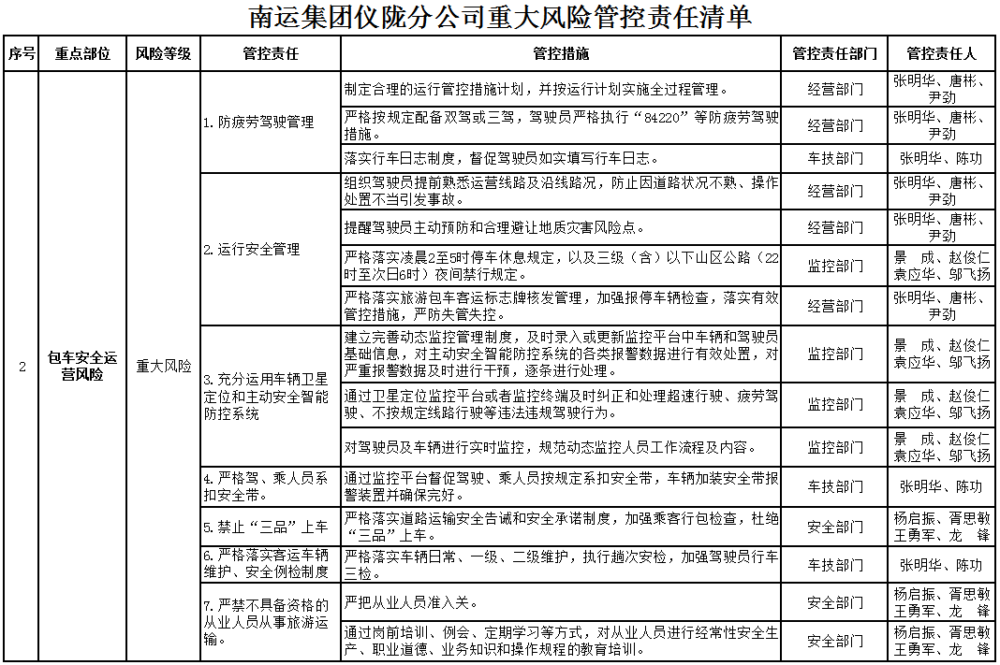 南运集团仪陇分公司重大风险管控责任清单
序号 重点部位 风险等级 管控责任 管控措施 管控责任部门 管控责任人
2
包车安全运
营风险
重大风险
1.防疲劳驾驶管理
制定合理的运行管控措施计划，并按运行计划实施全过程管理。
经营部门
张明华、唐彬、
尹劲
严格按规定配备双驾或三驾，驾驶员严格执行“84220”等防疲劳驾驶
措施。
经营部门
张明华、唐彬、
尹劲
落实行车日志制度，督促驾驶员如实填写行车日志。
车技部门
张明华、陈功
2.运行安全管理
组织驾驶员提前熟悉运营线路及沿线路况，防止因道路状况不熟、操作
处置不当引发事故。
经营部门
张明华、唐彬、
尹劲
提醒驾驶员主动预防和合理避让地质灾害风险点。
经营部门
张明华、唐彬、
尹劲
严格落实凌晨2至5时停车休息规定，以及三级（含）以下山区公路（22
时至次日6时）夜间禁行规定。
监控部门
景　成、赵俊仁
袁应华、邬飞扬
严格落实旅游包车客运标志牌核发管理，加强报停车辆检查，落实有效
管控措施，严防失管失控。
经营部门
张明华、唐彬、
尹劲
3.充分运用车辆卫星
定位和主动安全智能
防控系统
建立完善动态监控管理制度，及时录入或更新监控平台中车辆和驾驶员
基础信息，对主动安全智能防控系统的各类报警数据进行有效处置，对
严重报警数据及时进行干预，逐条进行处理。
监控部门
景　成、赵俊仁
袁应华、邬飞扬
通过卫星定位监控平台或者监控终端及时纠正和处理超速行驶、疲劳驾
驶、不按规定线路行驶等违法违规驾驶行为。
监控部门
景　成、赵俊仁
袁应华、邬飞扬
对驾驶员及车辆进行实时监控，规范动态监控人员工作流程及内容。
监控部门
景　成、赵俊仁
袁应华、邬飞扬
4.严格驾、乘人员系
扣安全带。
通过监控平台督促驾驶、乘人员按规定系扣安全带，车辆加装安全带报
警装置并确保完好。
车技部门
张明华、陈功
5.禁止“三品”上车
严格落实道路运输安全告诫和安全承诺制度，加强乘客行包检查，杜绝
“三品”上车。
安全部门
杨启振、胥思敏
王勇军、龙　锋
6.严格落实客运车辆
维护、安全例检制度
严格落实车辆日常、一级、二级维护，执行趟次安检，加强驾驶员行车
三检。
车技部门
张明华、陈功
7.严禁不具备资格的
从业人员从事旅游运
输。
严把从业人员准入关。
安全部门
杨启振、胥思敏
王勇军、龙　锋
通过岗前培训、例会、定期学习等方式，对从业人员进行经常性安全生
产、职业道德、业务知识和操作规程的教育培训。
安全部门
杨启振、胥思敏
王勇军、龙　锋